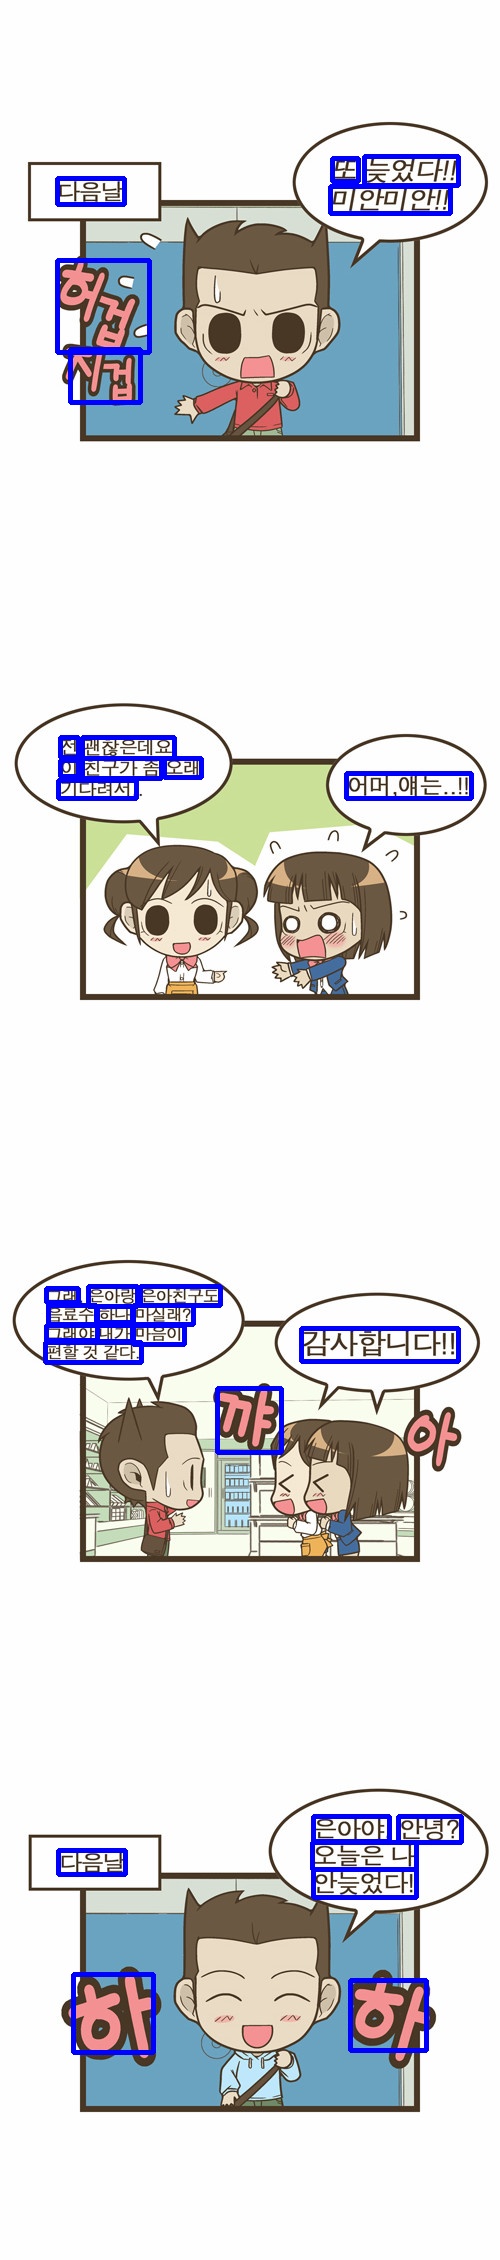 다음날
또 늦었다!!
미안미안!!
허겁
지겁
전 괜찮은데요
이 친구가 좀 오래
기다려서..
어머,얘는..!!
그래, 은아랑 은아친구도
음료수 하나 마실래?
그래야 내가 마음이
편할 것 같다.
감사합니다!!
꺄
아
다음날
은아야 안녕?
오늘은 나
안늦었다!
하
하